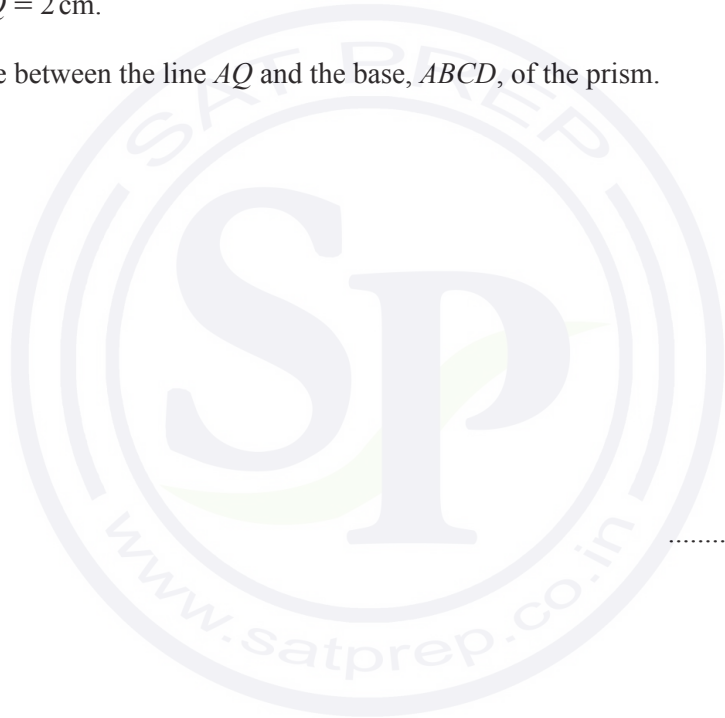 = 2 cm.
between the line AQ and the base, ABCD, of the prism.
SAT PREP
SP
........
www.satprep.co.in